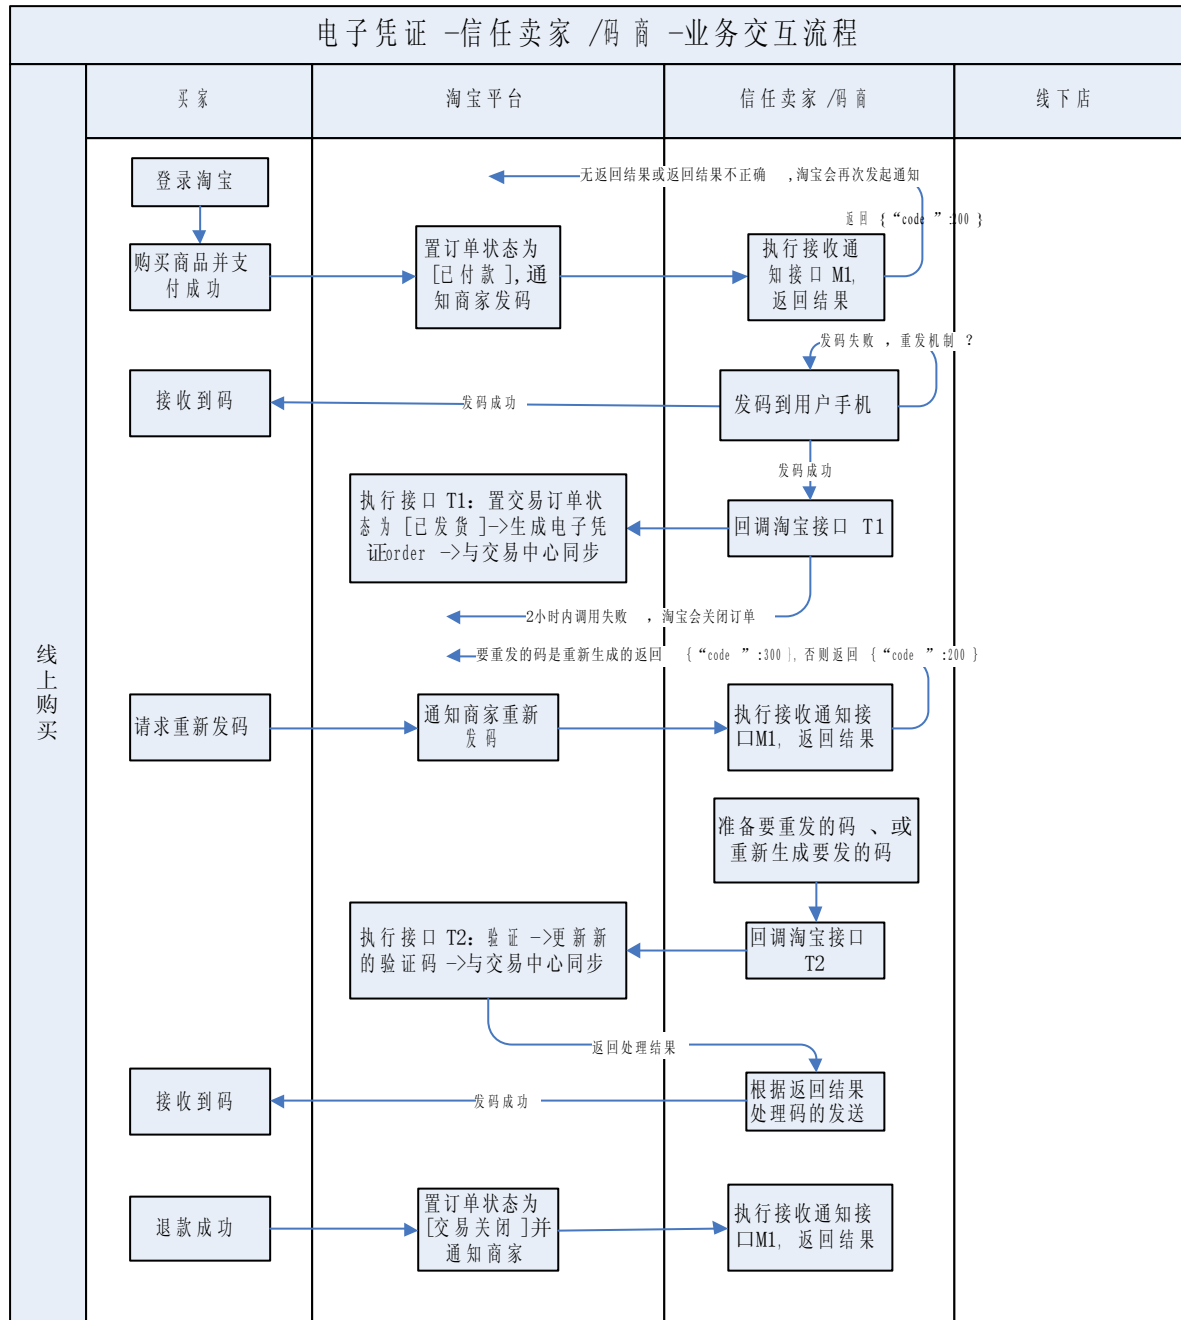 电子凭证 –信任卖家 /码商 –业务交互流程
买家
淘宝平台
信任卖家 /码商
线下店
线上购买
登录淘宝
无返回结果或返回结果不正确 ,淘宝会再次发起通知
返回 {“code ”:200 }
购买商品并支
付成功
置订单状态为
[已付款 ],通
知商家发码
执行接收通
知接口 M1,
返回结果
发码失败 ，重发机制 ？
接收到码
发码成功
发码到用户手机
发码成功
执行接口 T1：置交易订单状
态为 [已发货 ]–>生成电子凭
证order –>与交易中心同步
回调淘宝接口 T1
2小时内调用失败 ，淘宝会关闭订单
要重发的码是重新生成的返回 {“code ”:300 },否则返回 {“code ”:200 }
请求重新发码
通知商家重新
发码
执行接收通知接
口M1, 返回结果
准备要重发的码 、或
重新生成要发的码
执行接口 T2：验证 –>更新新
的验证码 –>与交易中心同步
回调淘宝接口
T2
返回处理结果
接收到码
发码成功
根据返回结果
处理码的发送
退款成功
置订单状态为
[交易关闭 ]并
通知商家
执行接收通知接
口M1, 返回结果